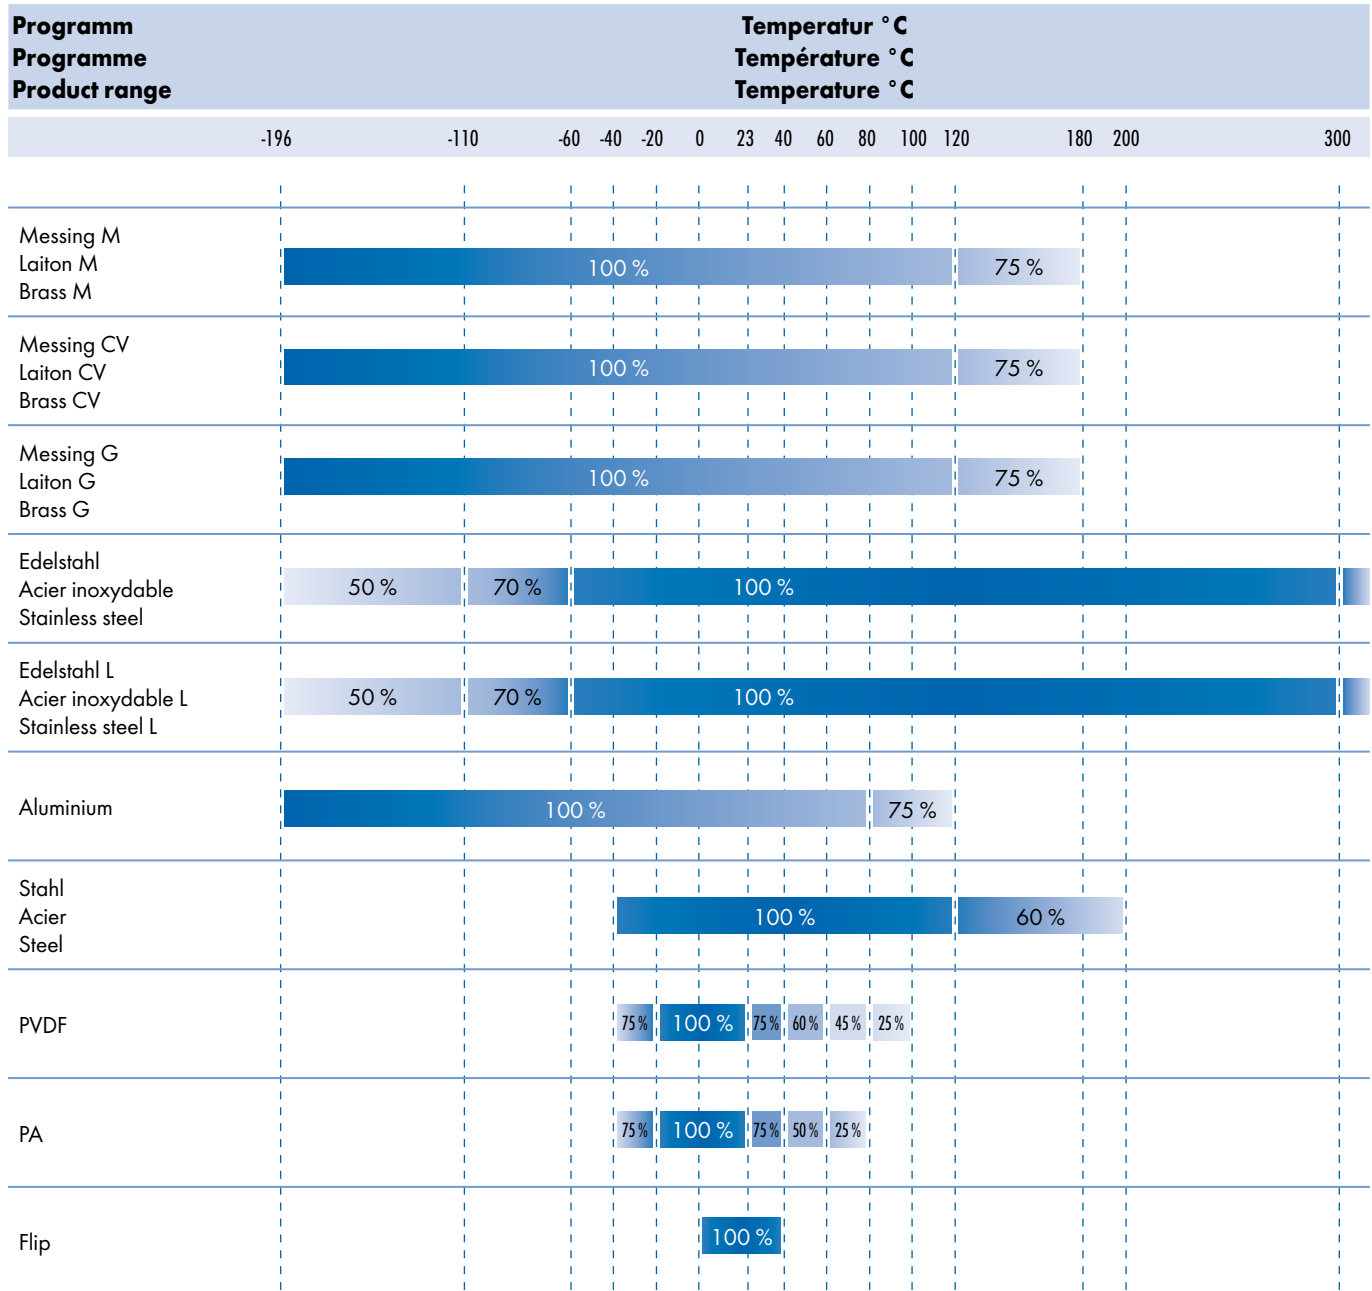 Programm Temperatur °C
Programme Température °C
Product range Temperature °C
-196 -110 -60 -40 -20 0 23 40 60 80 100 120 180 200 300
Messing M
Laiton M
Brass M
100 % 75 %
Messing CV
Laiton CV
Brass CV
100 % 75 %
Messing G
Laiton G
Brass G
100 % 75 %
Edelstahl
Acier inoxydable
Stainless steel
50 % 70 % 100 %
Edelstahl L
Acier inoxydable L
Stainless steel L
50 % 70 % 100 %
Aluminium 100 % 75 %
Stahl
Acier
Steel
100 % 60 %
PVDF 75 % 100 % 75 % 60 % 45 % 25 %
PA 75 % 100 % 75 % 50 % 25 %
Flip 100 %